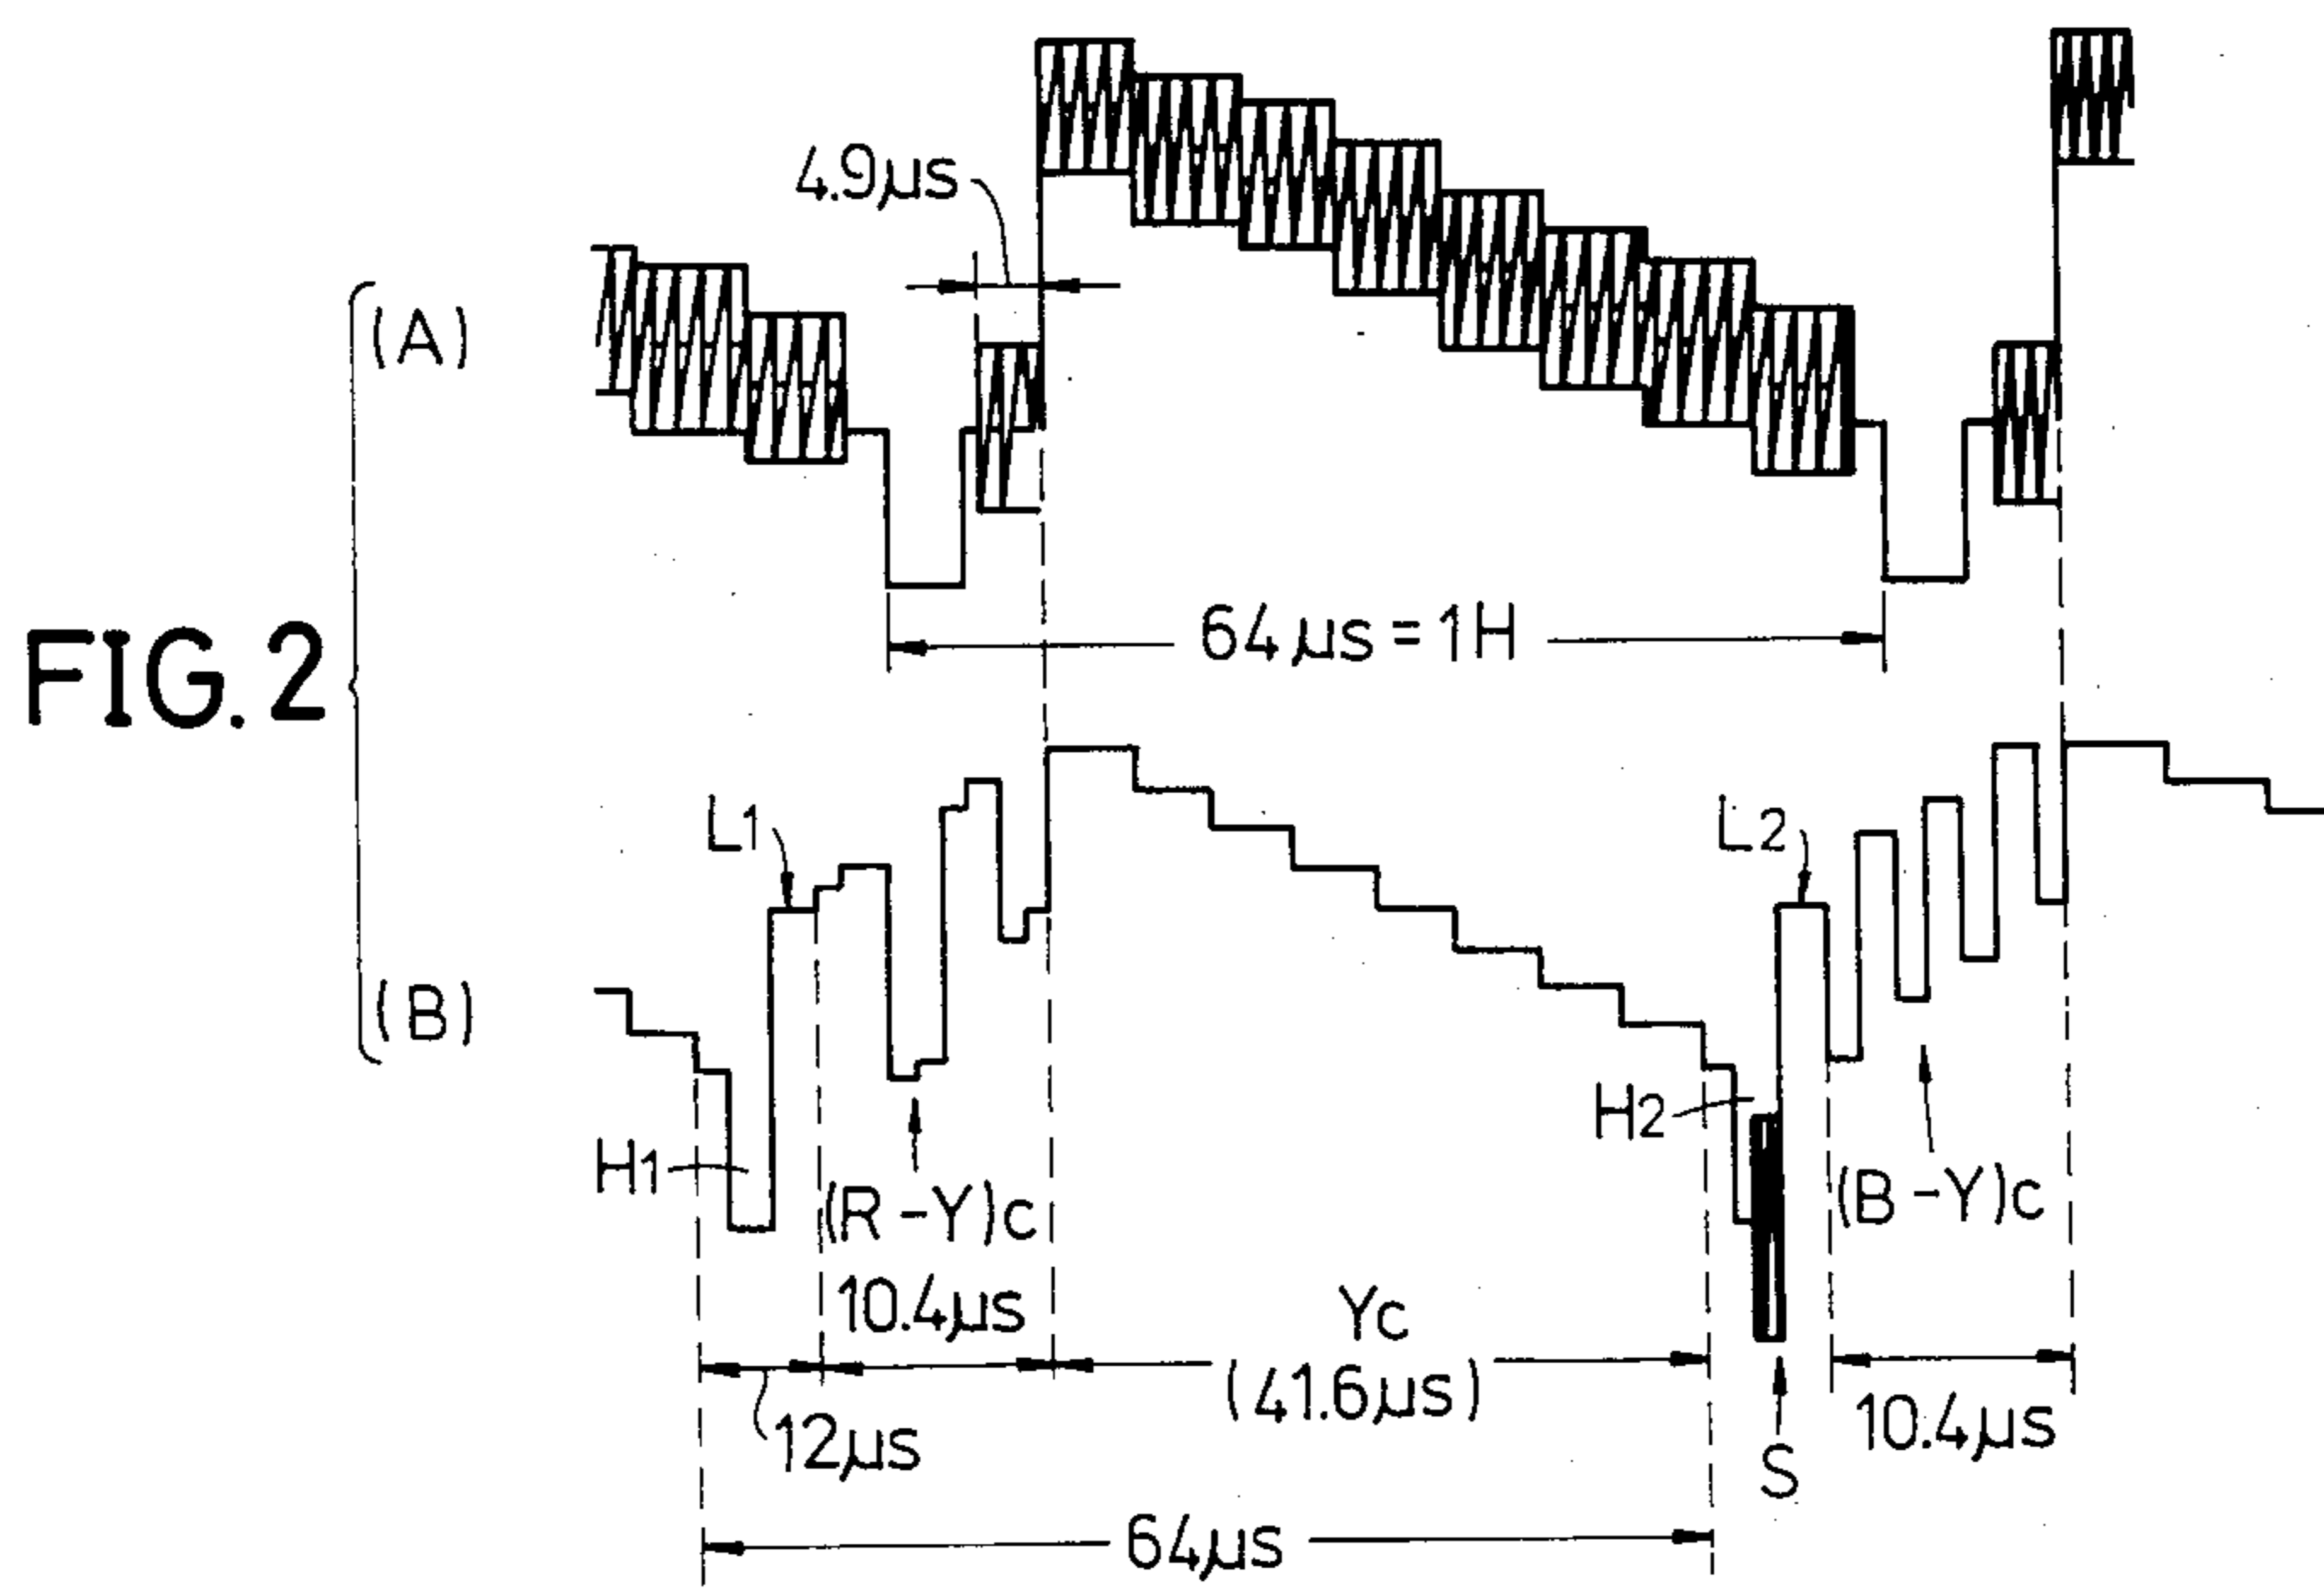 4.9μs
(A)
64μs=1H
FIG.2
L1
L2
(B)
H1
(R-Y)c
H2
(B-Y)c
10.4μs
Yc
(41.6μs)
12μs
10.4μs
S
64μs